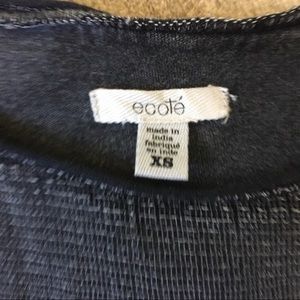 ecoté
made in
india
fabriqué
en inde
XS